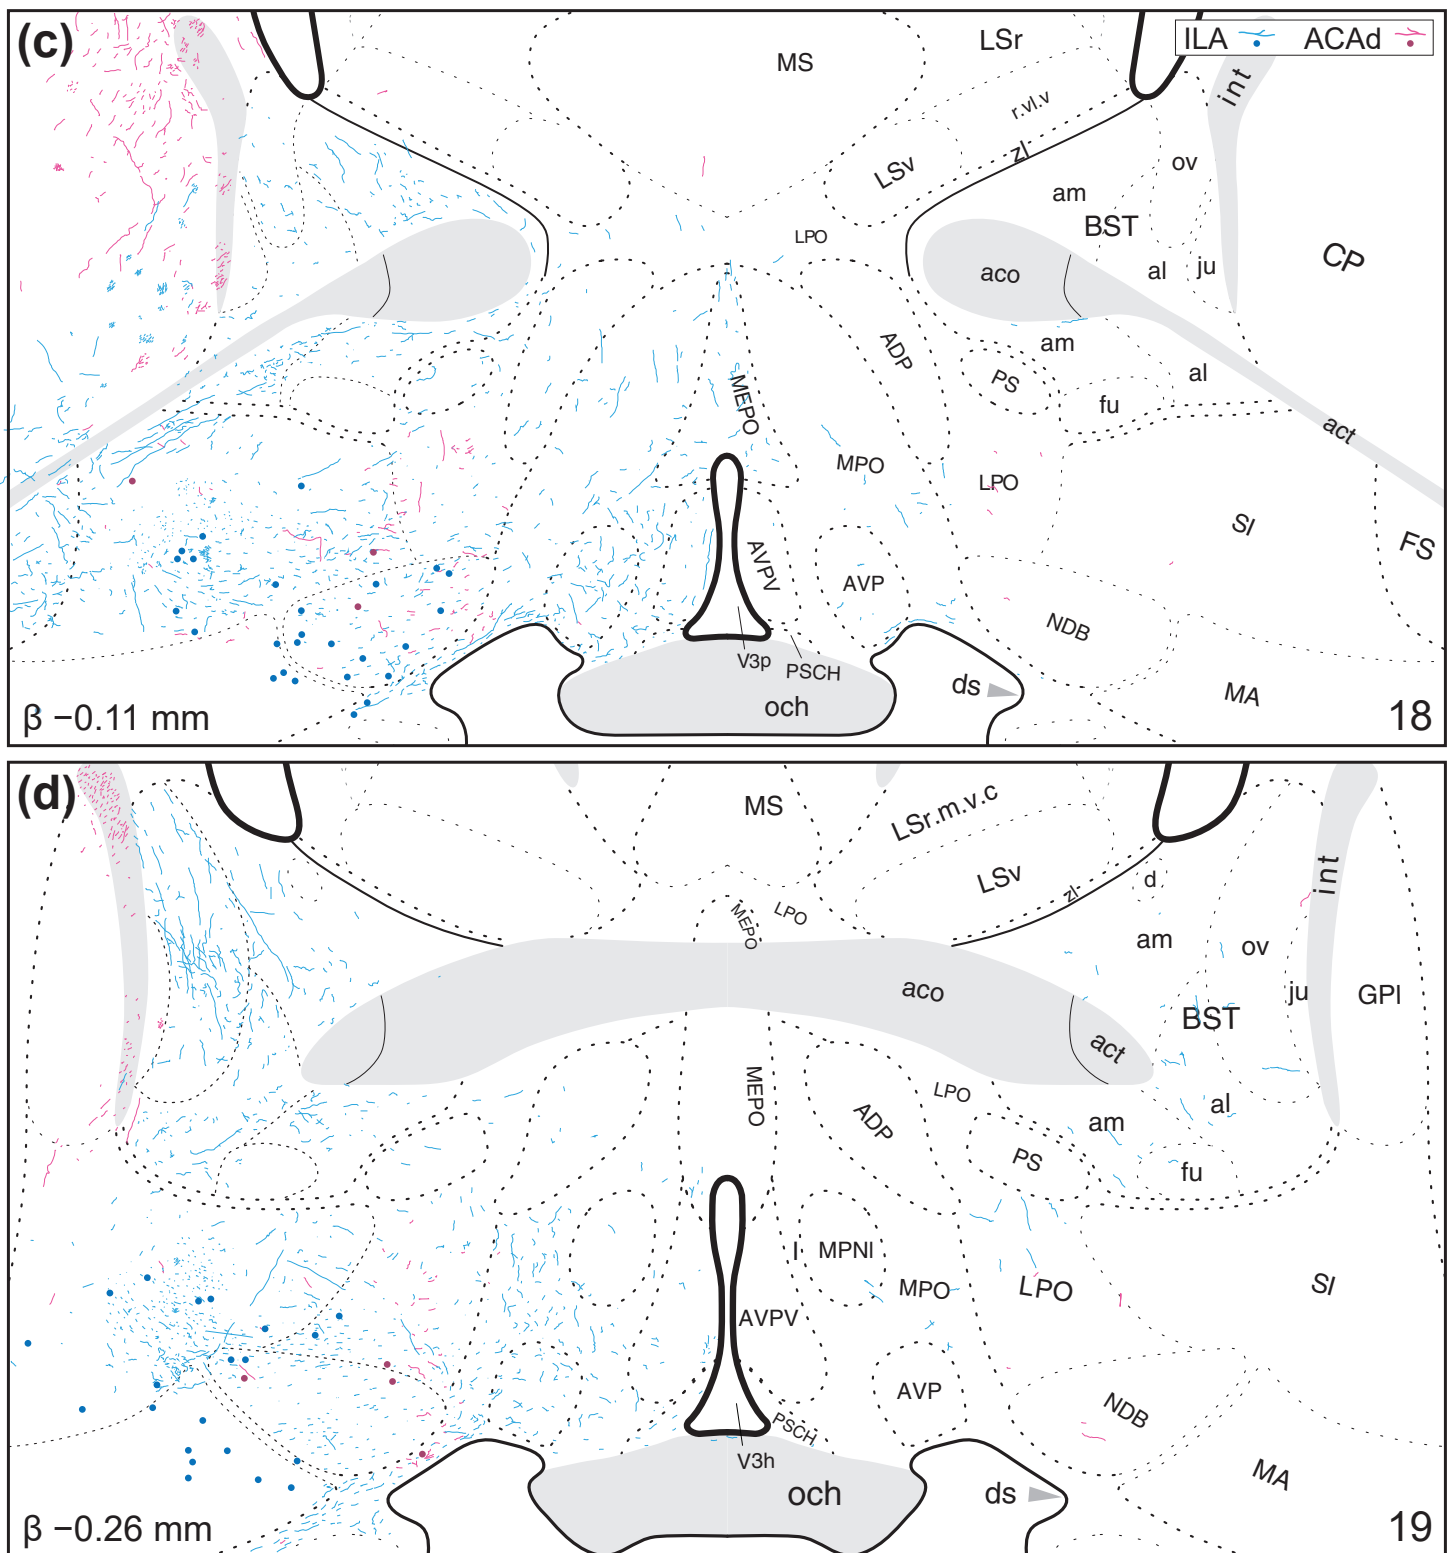 (c)
MS
LSr
ILA ACAd
int
r.vl.v
zl
LSv
ov
am
BST
LPO
al
ju
CP
aco
ADP
am
PS
al
fu
MEPO
act
MPO
LPO
SI
FS
AVPV
AVP
NDB
V3p
PSCH
ds
MA
och
β −0.11 mm
18
(d)
MS
LSr.m.v.c
LSv
zl
d
int
MEPO
LPO
am
ov
aco
ju
GPl
BST
act
MEPO
LPO
ADP
al
am
PS
fu
l
MPNl
MPO
LPO
SI
AVPV
AVP
NDB
PSCH
V3h
MA
och
ds
β −0.26 mm
19